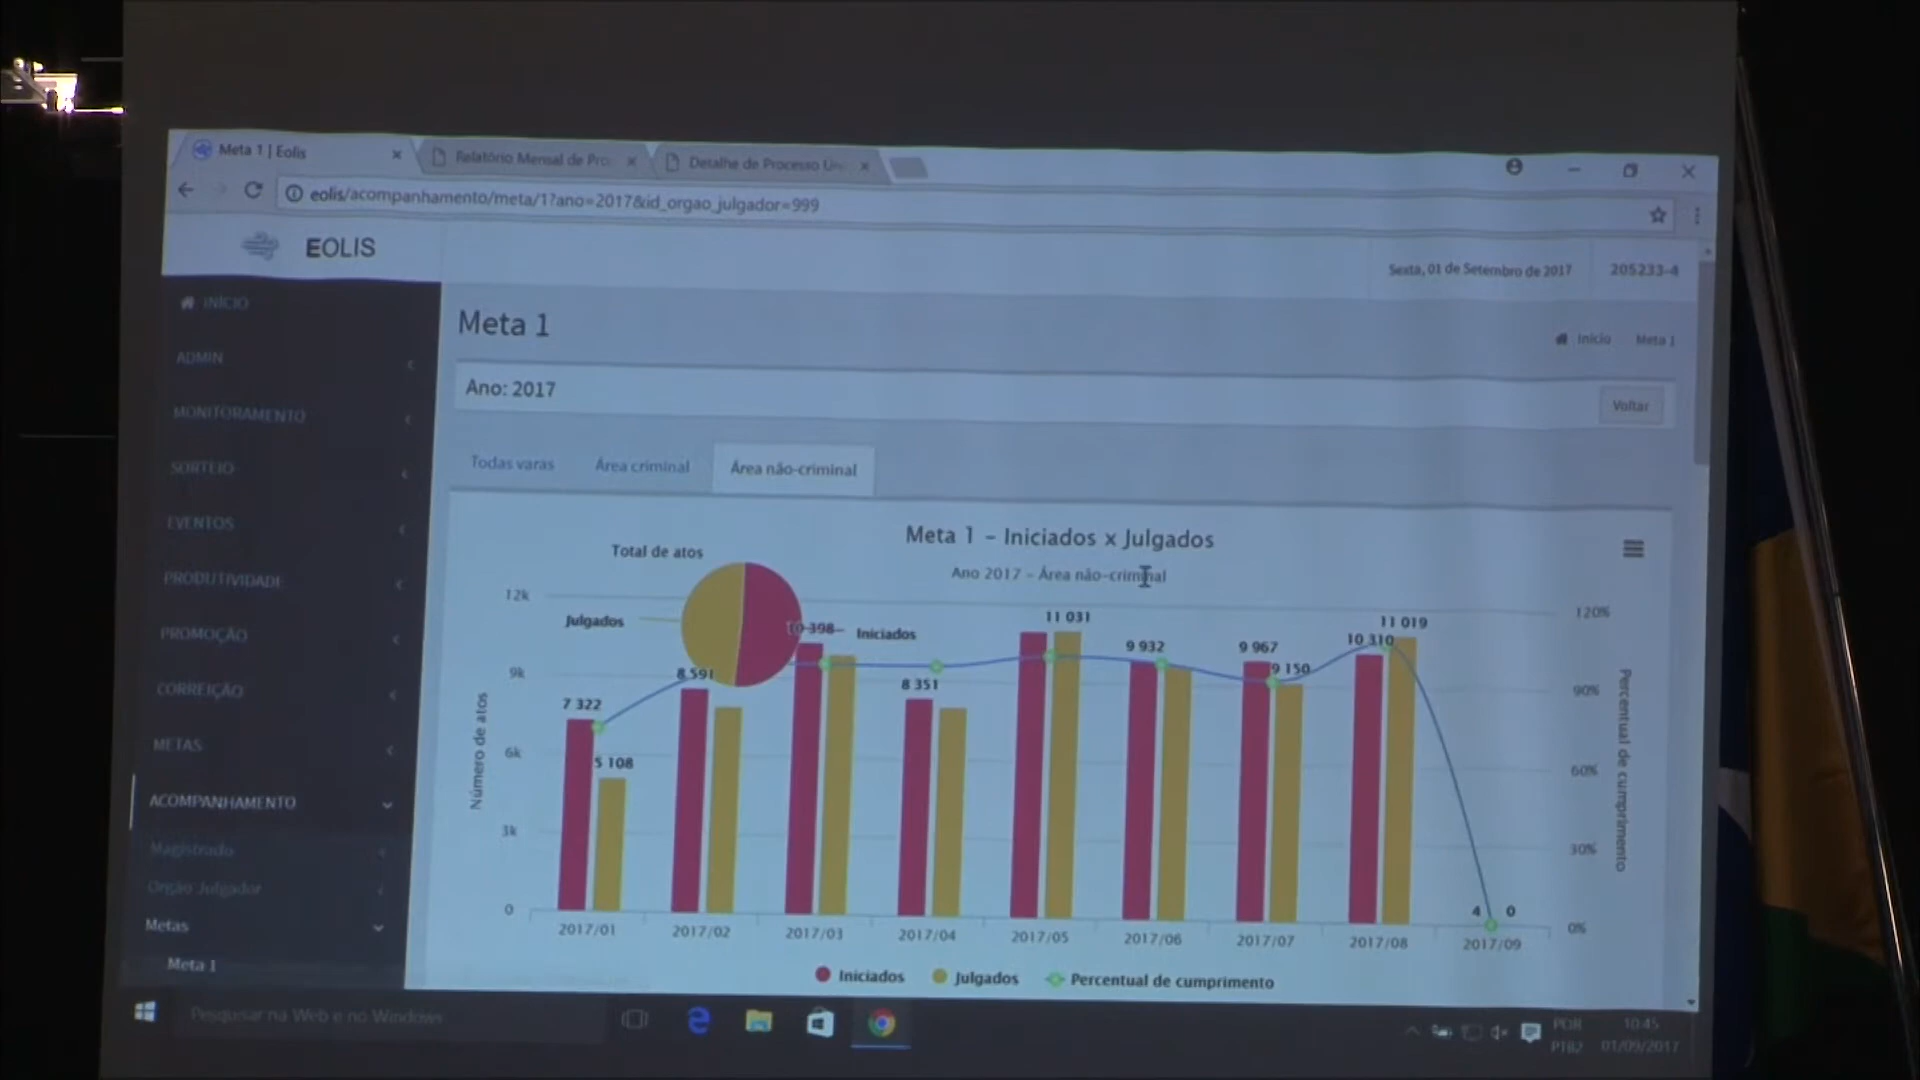 Meta 1 | Eolis
Relatório Mensal de Pro
Detalhe de Processo Un
eolis/acompanhamento/meta/1?ano=2017&id_orgao_julgador=999
EOLIS
Sexta, 01 de Setembro de 2017
205233-4
INÍCIO
ADMIN
MONITORAMENTO
SORTEIO
EVENTOS
PRODUTIVIDADE
PROMOÇÃO
CORREIÇÃO
METAS
ACOMPANHAMENTO
Magistrado
Orgão Julgador
Metas
Meta 1
Meta 1
Início Meta 1
Ano: 2017
Voltar
Todas varas Área criminal Área não-criminal
Meta 1 - Iniciados x Julgados
Ano 2017 - Área não-criminal
Total de atos
Julgados
Iniciados
Número de atos
12k
9k
6k
3k
0
7 322
5 108
8 591
10 398
8 351
11 031
9 932
9 967
9 150
10 310
11 019
4
0
120%
90%
60%
30%
0%
Percentual de cumprimento
2017/01 2017/02 2017/03 2017/04 2017/05 2017/06 2017/07 2017/08 2017/09
Iniciados Julgados Percentual de cumprimento
Pesquisar na Web e no Windows
POR
PTB2
10:45
01/09/2017